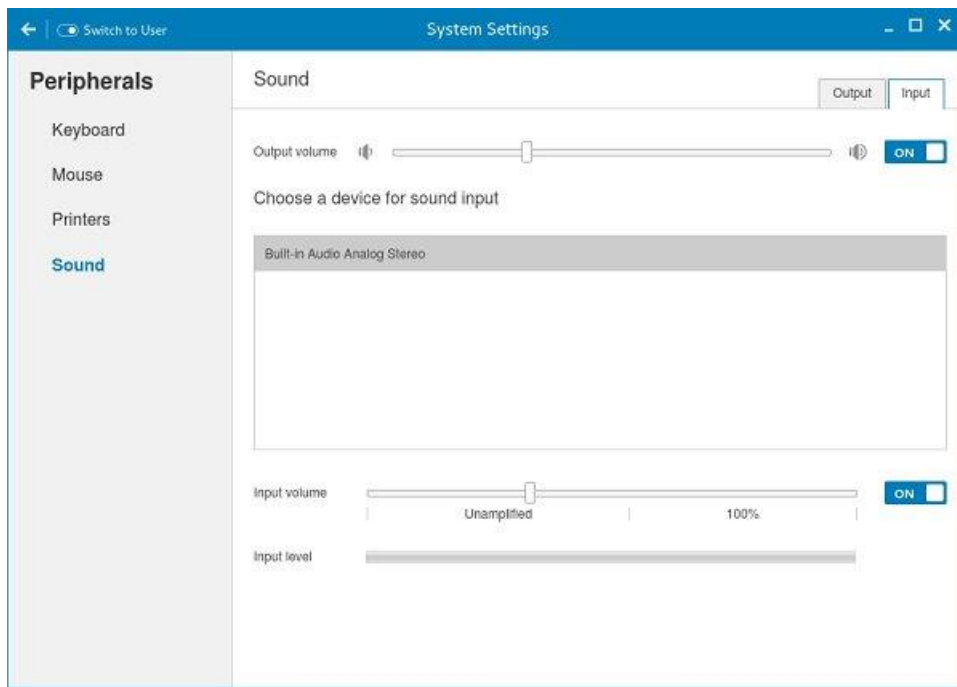 Switch to User
System Settings
Peripherals
Keyboard
Mouse
Printers
Sound
Sound
Output
Input
Output volume
ON
Choose a device for sound input
Built-in Audio Analog Stereo
Input volume
ON
Unamplified
100%
Input level